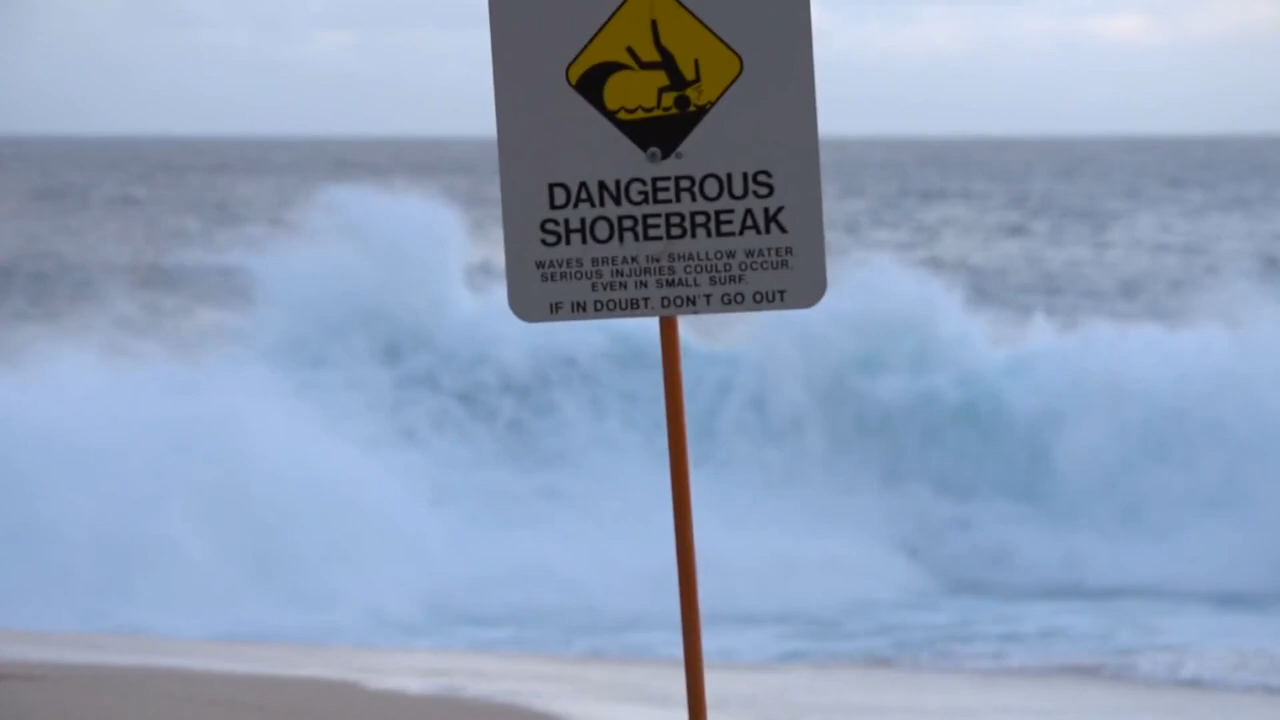 DANGEROUS
SHOREBREAK
WAVES BREAK IN SHALLOW WATER
SERIOUS INJURIES COULD OCCUR,
EVEN IN SMALL SURF.
IF IN DOUBT, DON'T GO OUT